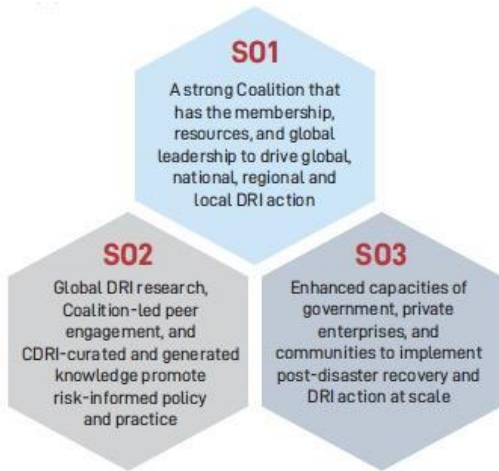 SO1
A strong Coalition that
has the membership,
resources, and global
leadership to drive global,
national, regional and
local DRI action
SO2
Global DRI research,
Coalition-led peer
engagement, and
CDRI-curated and generated
knowledge promote
risk-informed policy
and practice
SO3
Enhanced capacities of
government, private
enterprises, and
communities to implement
post-disaster recovery and
DRI action at scale